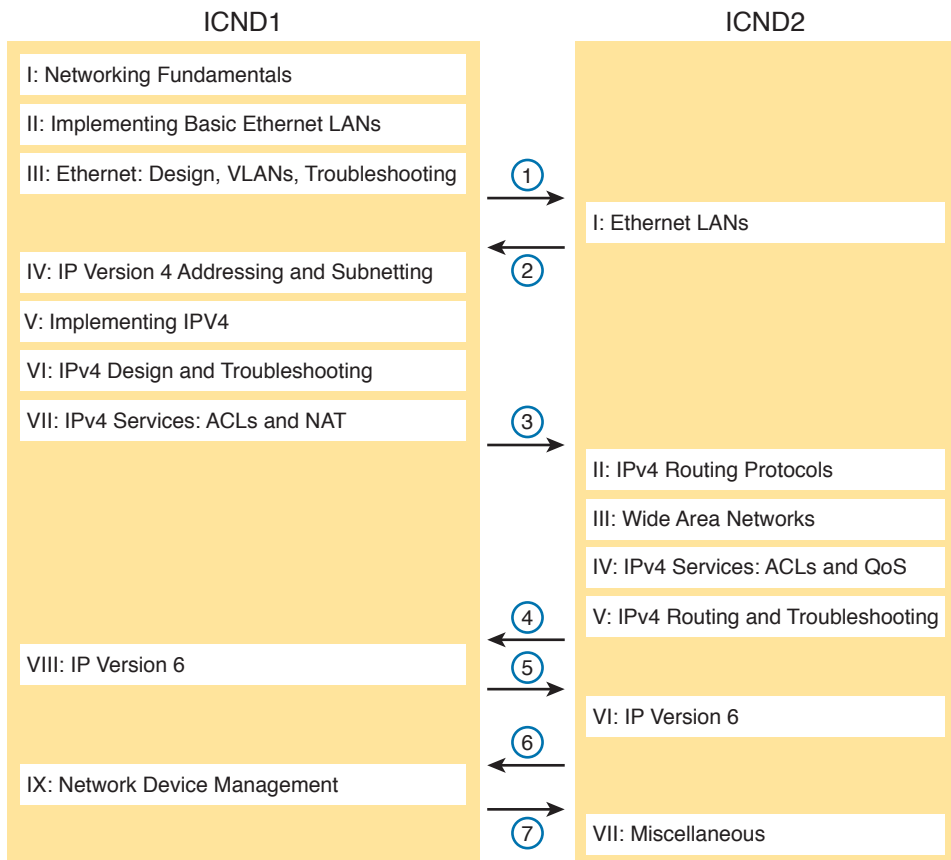 ICND1
ICND2
I: Networking Fundamentals
II: Implementing Basic Ethernet LANs
III: Ethernet: Design, VLANs, Troubleshooting
1
I: Ethernet LANs
2
IV: IP Version 4 Addressing and Subnetting
V: Implementing IPV4
VI: IPv4 Design and Troubleshooting
VII: IPv4 Services: ACLs and NAT
3
II: IPv4 Routing Protocols
III: Wide Area Networks
IV: IPv4 Services: ACLs and QoS
V: IPv4 Routing and Troubleshooting
4
VIII: IP Version 6
5
VI: IP Version 6
6
IX: Network Device Management
7
VII: Miscellaneous